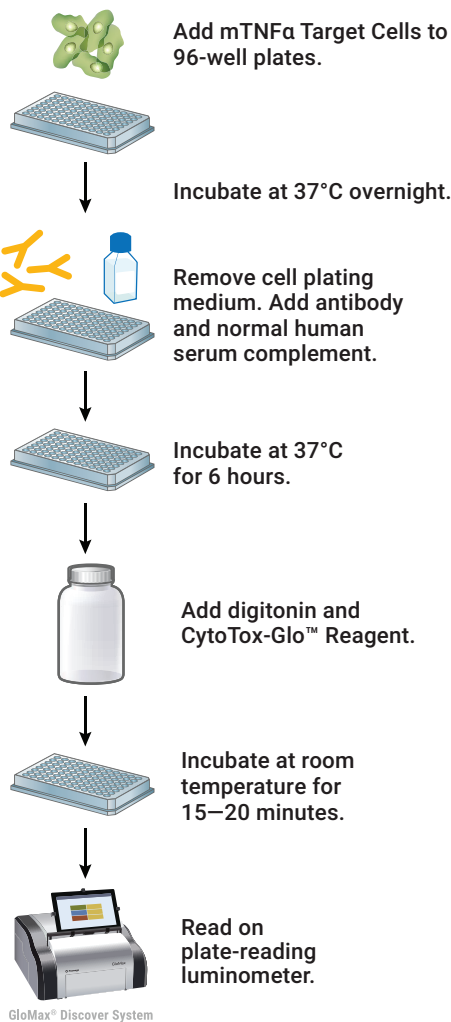 Add mTNFα Target Cells to
96-well plates.
Incubate at 37°C overnight.
Remove cell plating
medium. Add antibody
and normal human
serum complement.
Incubate at 37°C
for 6 hours.
Add digitonin and
CytoTox-Glo™ Reagent.
Incubate at room
temperature for
15—20 minutes.
Read on
plate-reading
luminometer.
GloMax® Discover System